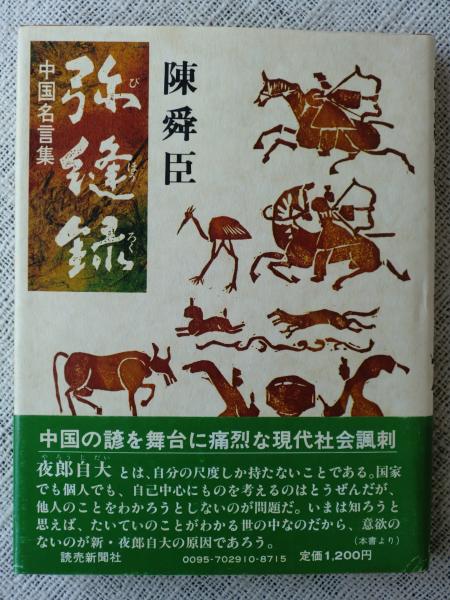 陳舜臣
弥縫録
び
ほう
ろく
中国名言集
中国の諺を舞台に痛烈な現代社会諷刺
やろうじだい
夜郎自大とは、自分の尺度しか持たないことである。国家
でも個人でも、自己中心にものを考えるのはとうぜんだが、
他人のことをわかろうとしないのが問題だ。いまは知ろうと
思えば、たいていのことがわかる世の中なのだから、意欲の
ないのが新・夜郎自大の原因であろう。
（本書より）
読売新聞社
0095-702910-8715
定価1,200円